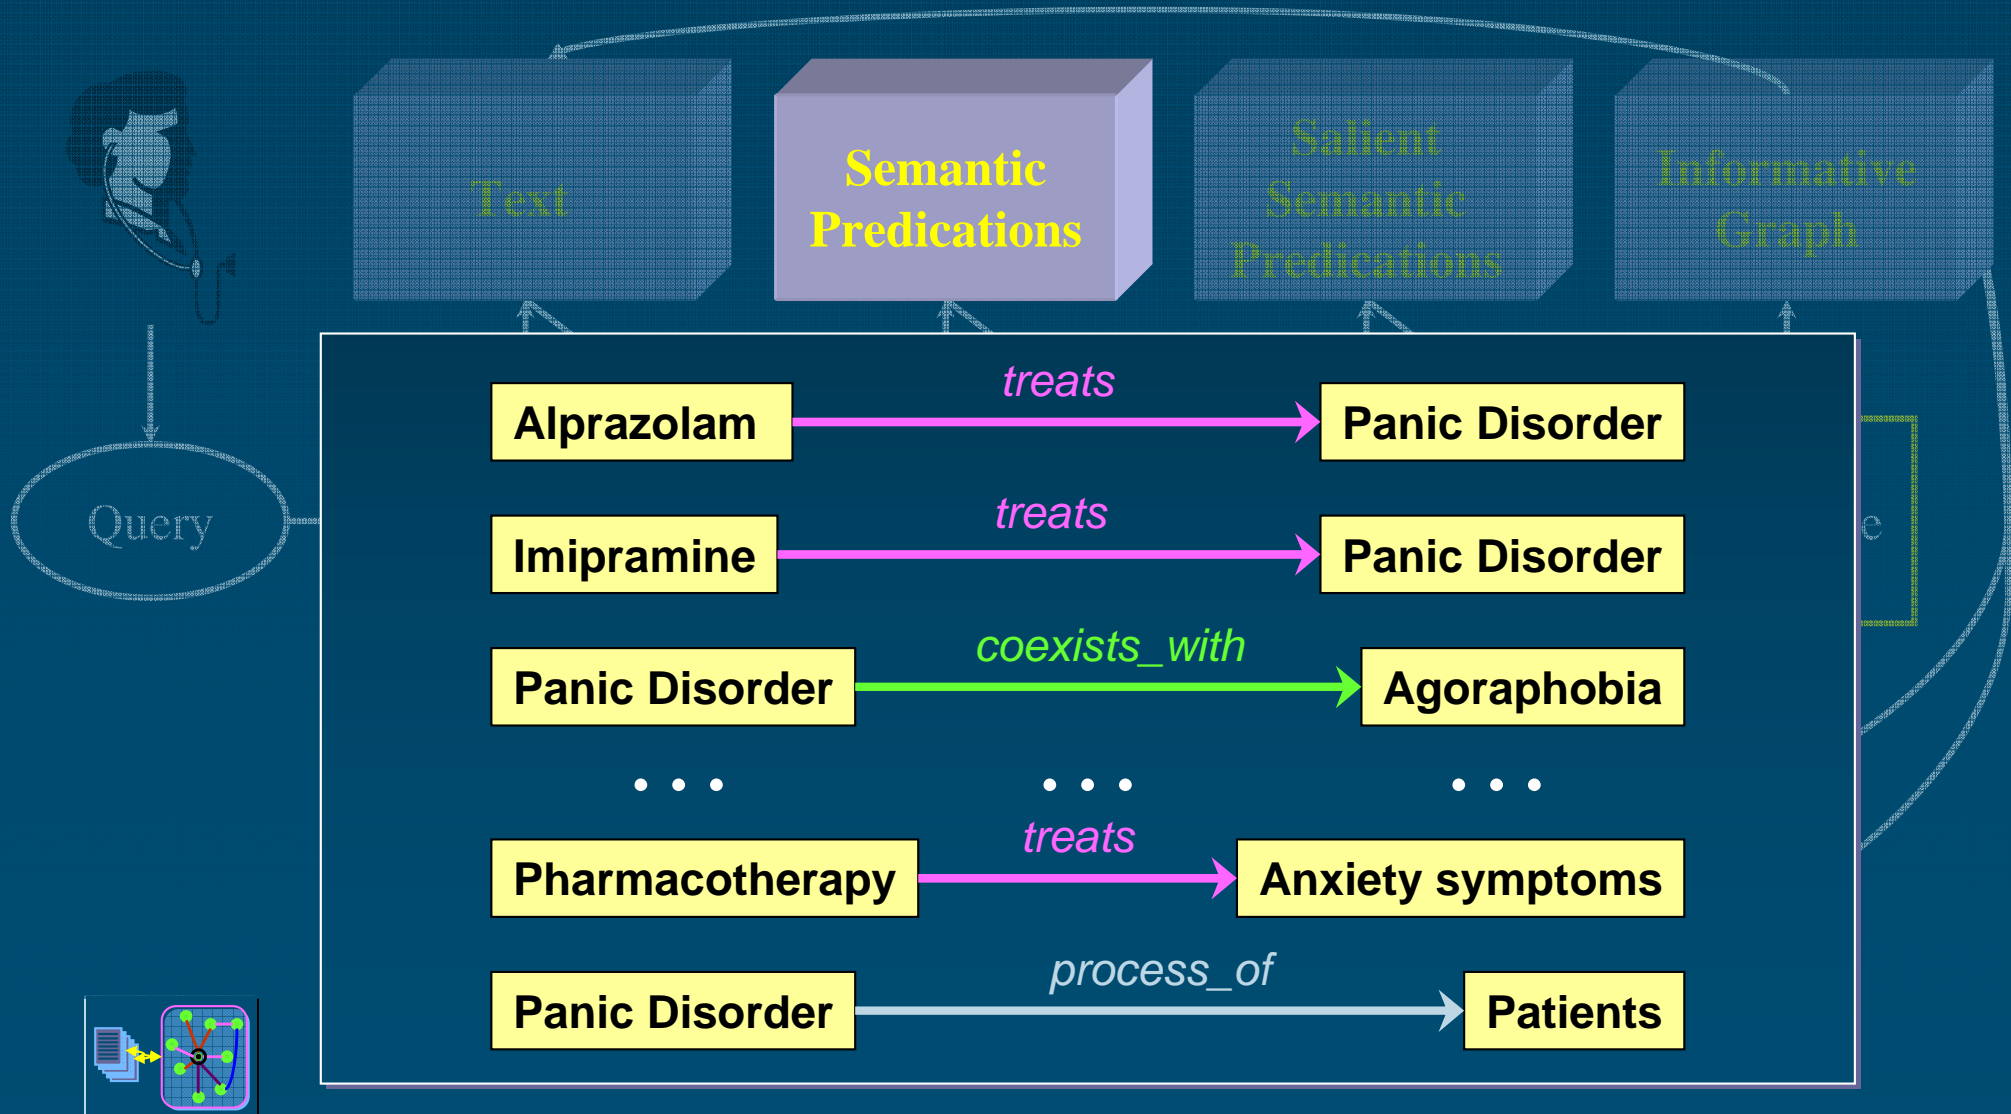 Text
Semantic
Predications
Salient
Semantic
Predications
Informative
Graph
Query
e
treats
Alprazolam
Panic Disorder
treats
Imipramine
Panic Disorder
coexists_with
Panic Disorder
Agoraphobia
. . .
. . .
. . .
treats
Pharmacotherapy
Anxiety symptoms
process_of
Panic Disorder
Patients